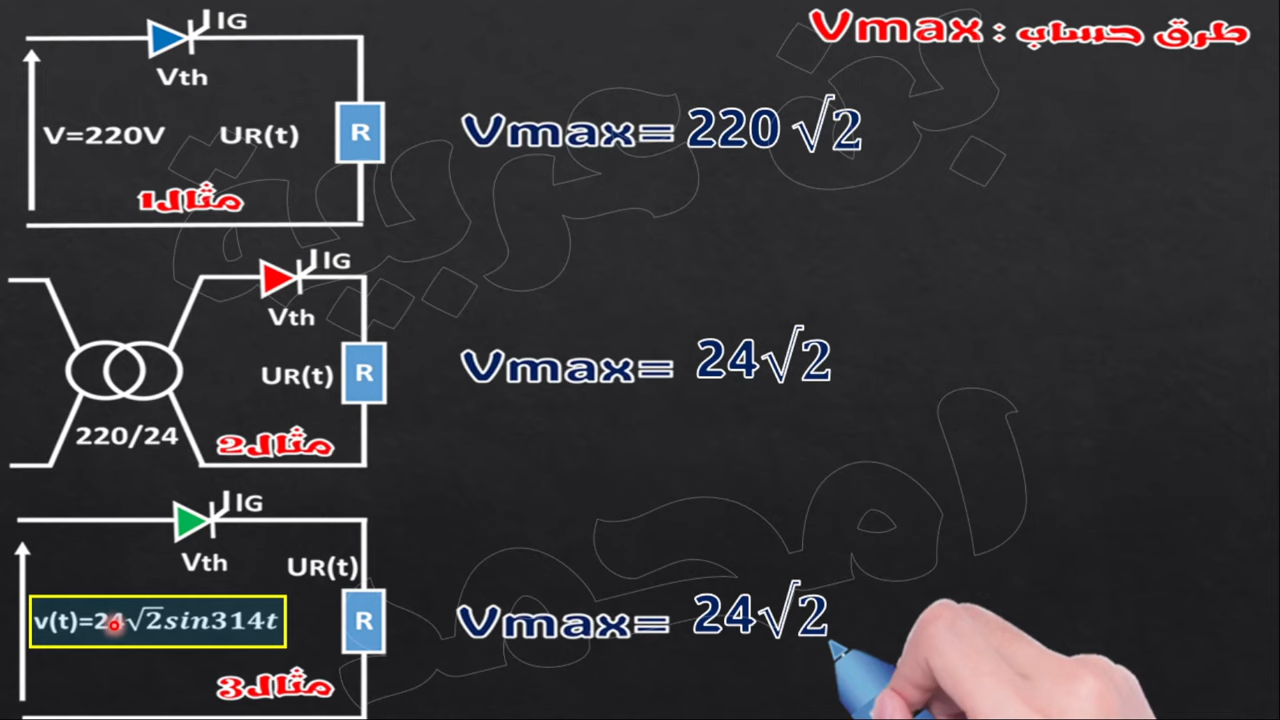 طرق حساب : Vmax
IG
Vth
V=220V
UR(t)
R
مثال1
Vmax= 220 √2
IG
Vth
UR(t)
R
220/24
مثال2
Vmax= 24√2
IG
Vth
UR(t)
v(t)=24√2sin314t
R
مثال3
Vmax= 24√2